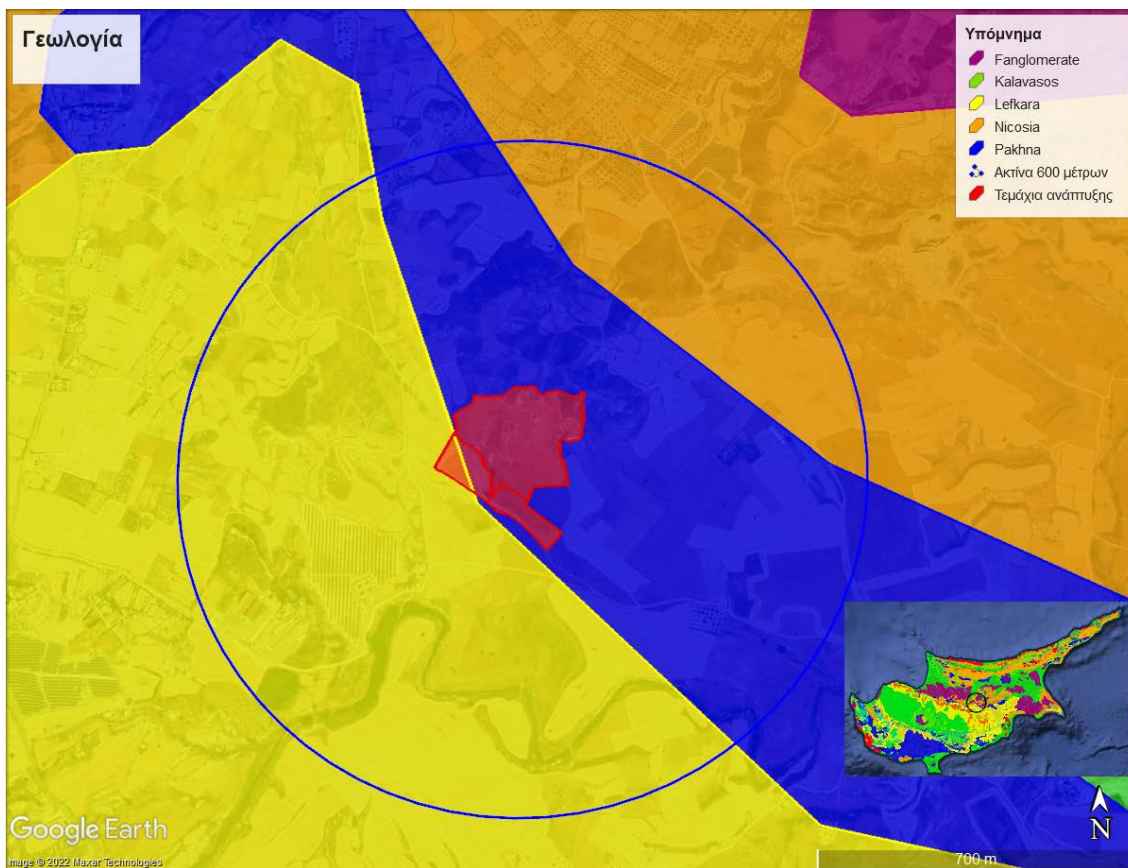 Γεωλογία
Υπόμνημα
Fanglomerate
Kalavasos
Lefkara
Nicosia
Pakhna
Ακτίνα 600 μέτρων
Τεμάχια ανάπτυξης
N
Google Earth
Image © 2022 Maxar Technologies
700 m